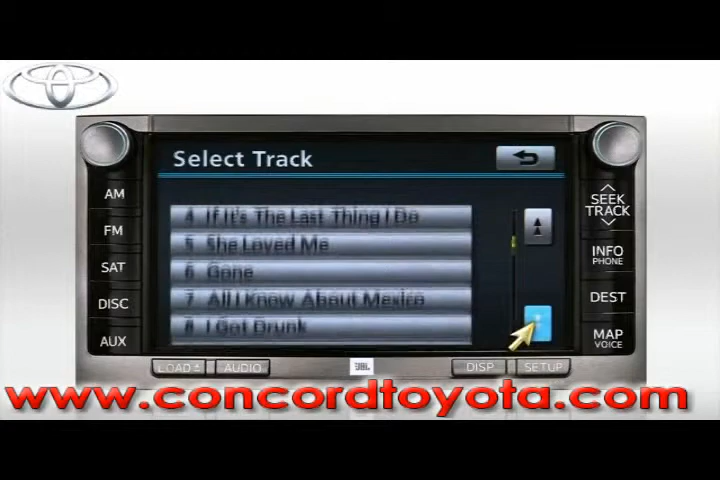 Select Track
4 If It's The Last Thing I Do
5 She Loved Me
6 Gone
7 All I Know About Mexico
8 I Got Drunk
AM
FM
SAT
DISC
AUX
SEEK
TRACK
INFO
PHONE
DEST
MAP
VOICE
LOAD
AUDIO
JBL
DISP
SETUP
www.concordtoyota.com